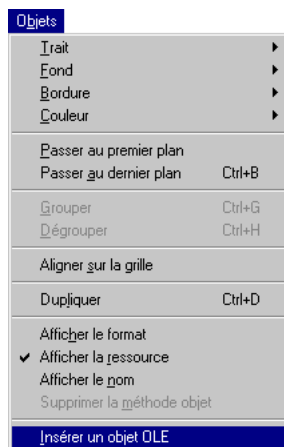 Objets
Trait
Fond
Bordure
Couleur
Passer au premier plan
Passer au dernier plan Ctrl+B
Grouper Ctrl+G
Dégrouper Ctrl+H
Aligner sur la grille
Dupliquer Ctrl+D
Afficher le format
Afficher la ressource
Afficher le nom
Supprimer la méthode objet
Insérer un objet OLE